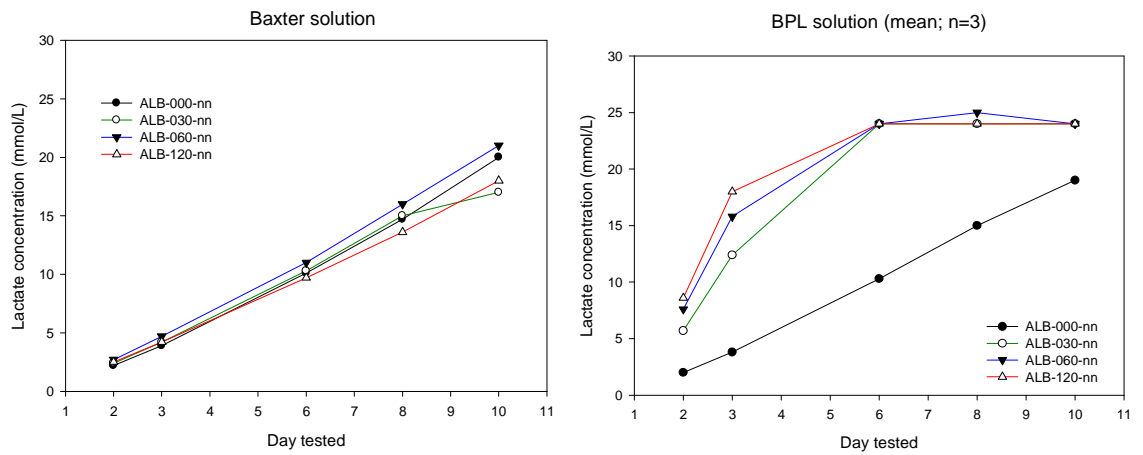 Baxter solution
30
25
20
15
10
5
0
Lactate concentration (mmol/L)
ALB-000-nn
ALB-030-nn
ALB-060-nn
ALB-120-nn
1 2 3 4 5 6 7 8 9 10 11
Day tested
BPL solution (mean; n=3)
30
25
20
15
10
5
0
Lactate concentration (mmol/L)
ALB-000-nn
ALB-030-nn
ALB-060-nn
ALB-120-nn
1 2 3 4 5 6 7 8 9 10 11
Day tested